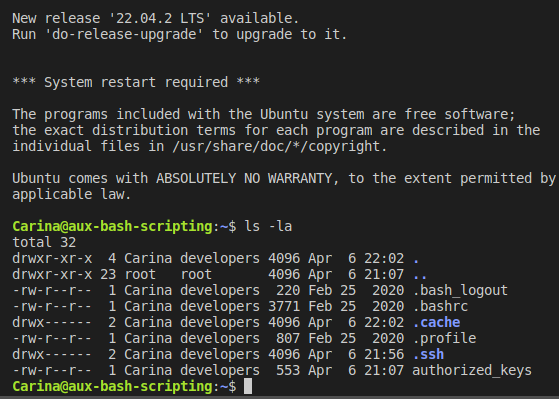 New release '22.04.2 LTS' available.
Run 'do-release-upgrade' to upgrade to it.
*** System restart required ***
The programs included with the Ubuntu system are free software;
the exact distribution terms for each program are described in the
individual files in /usr/share/doc/*/copyright.
Ubuntu comes with ABSOLUTELY NO WARRANTY, to the extent permitted by
applicable law.
Carina@aux-bash-scripting:~$ ls -la
total 32
drwxr-xr-x  4 Carina developers 4096 Apr  6 22:02 .
drwxr-xr-x 23 root   root       4096 Apr  6 21:07 ..
-rw-r--r--  1 Carina developers  220 Feb 25  2020 .bash_logout
-rw-r--r--  1 Carina developers 3771 Feb 25  2020 .bashrc
drwx------  2 Carina developers 4096 Apr  6 22:02 .cache
-rw-r--r--  1 Carina developers  807 Feb 25  2020 .profile
drwx------  2 Carina developers 4096 Apr  6 21:56 .ssh
-rw-r--r--  1 Carina developers  553 Apr  6 21:07 authorized_keys
Carina@aux-bash-scripting:~$